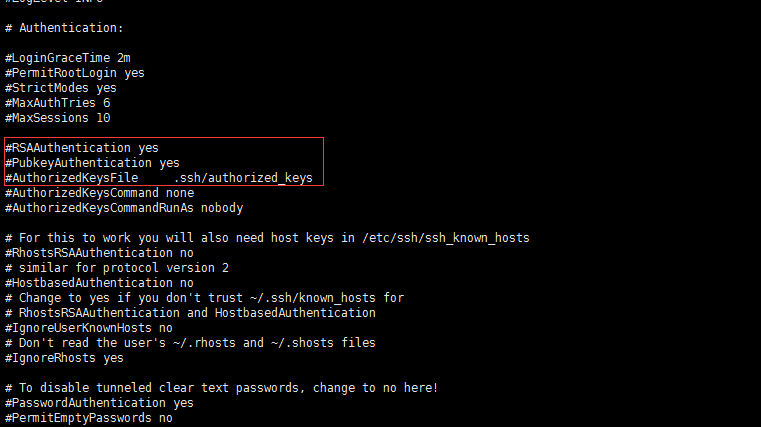 #LogLevel INFO
# Authentication:
#LoginGraceTime 2m
#PermitRootLogin yes
#StrictModes yes
#MaxAuthTries 6
#MaxSessions 10
#RSAAuthentication yes
#PubkeyAuthentication yes
#AuthorizedKeysFile     .ssh/authorized_keys
#AuthorizedKeysCommand none
#AuthorizedKeysCommandRunAs nobody
# For this to work you will also need host keys in /etc/ssh/ssh_known_hosts
#RhostsRSAAuthentication no
# similar for protocol version 2
#HostbasedAuthentication no
# Change to yes if you don't trust ~/.ssh/known_hosts for
# RhostsRSAAuthentication and HostbasedAuthentication
#IgnoreUserKnownHosts no
# Don't read the user's ~/.rhosts and ~/.shosts files
#IgnoreRhosts yes
# To disable tunneled clear text passwords, change to no here!
#PasswordAuthentication yes
#PermitEmptyPasswords no